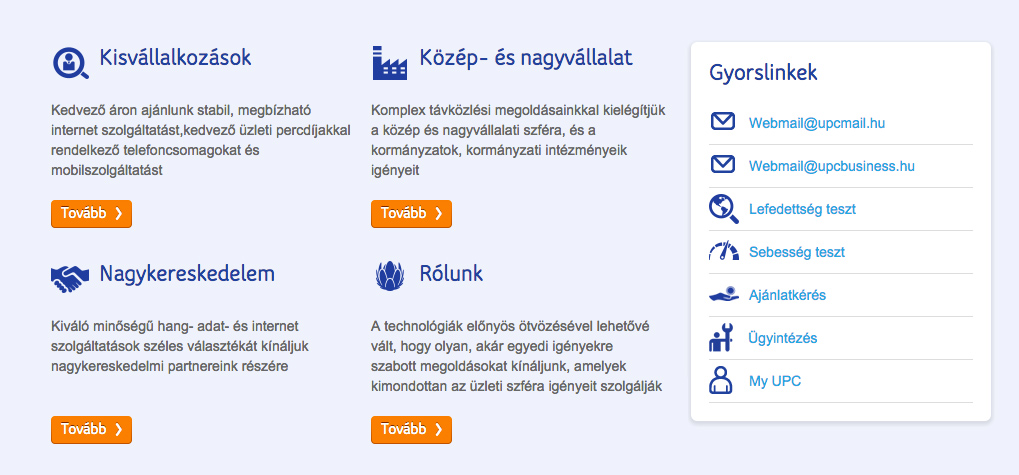 Kisvállalkozások
Kedvező áron ajánlunk stabil, megbízható
internet szolgáltatást,kedvező üzleti percdíjakkal
rendelkező telefoncsomagokat és
mobilszolgáltatást
Tovább
Közép- és nagyvállalat
Komplex távközlési megoldásainkkal kielégítjük
a közép és nagyvállalati szféra, és a
kormányzatok, kormányzati intézményeik
igényeit
Tovább
Nagykereskedelem
Kiváló minőségű hang- adat- és internet
szolgáltatások széles választékát kínáljuk
nagykereskedelmi partnereink részére
Tovább
Rólunk
A technológiák előnyös ötvözésével lehetővé
vált, hogy olyan, akár egyedi igényekre
szabott megoldásokat kínáljunk, amelyek
kimondottan az üzleti szféra igényeit szolgálják
Tovább
Gyorslinkek
Webmail@upcmail.hu
Webmail@upcbusiness.hu
Lefedettség teszt
Sebesség teszt
Ajánlatkérés
Ügyintézés
My UPC